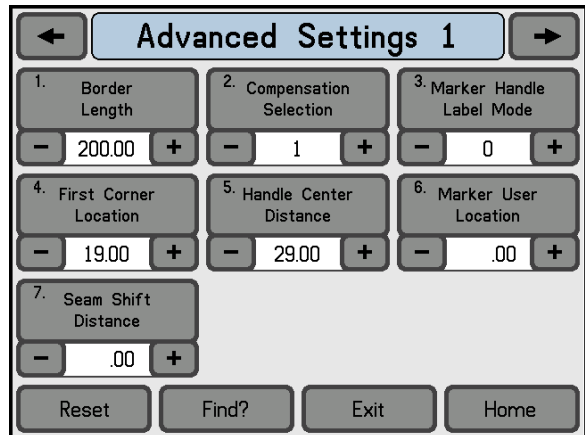 Advanced Settings 1
1. Border
Length
− 200.00 +
2. Compensation
Selection
− 1 +
3. Marker Handle
Label Mode
− 0 +
4. First Corner
Location
− 19.00 +
5. Handle Center
Distance
− 29.00 +
6. Marker User
Location
− .00 +
7. Seam Shift
Distance
− .00 +
Reset Find? Exit Home